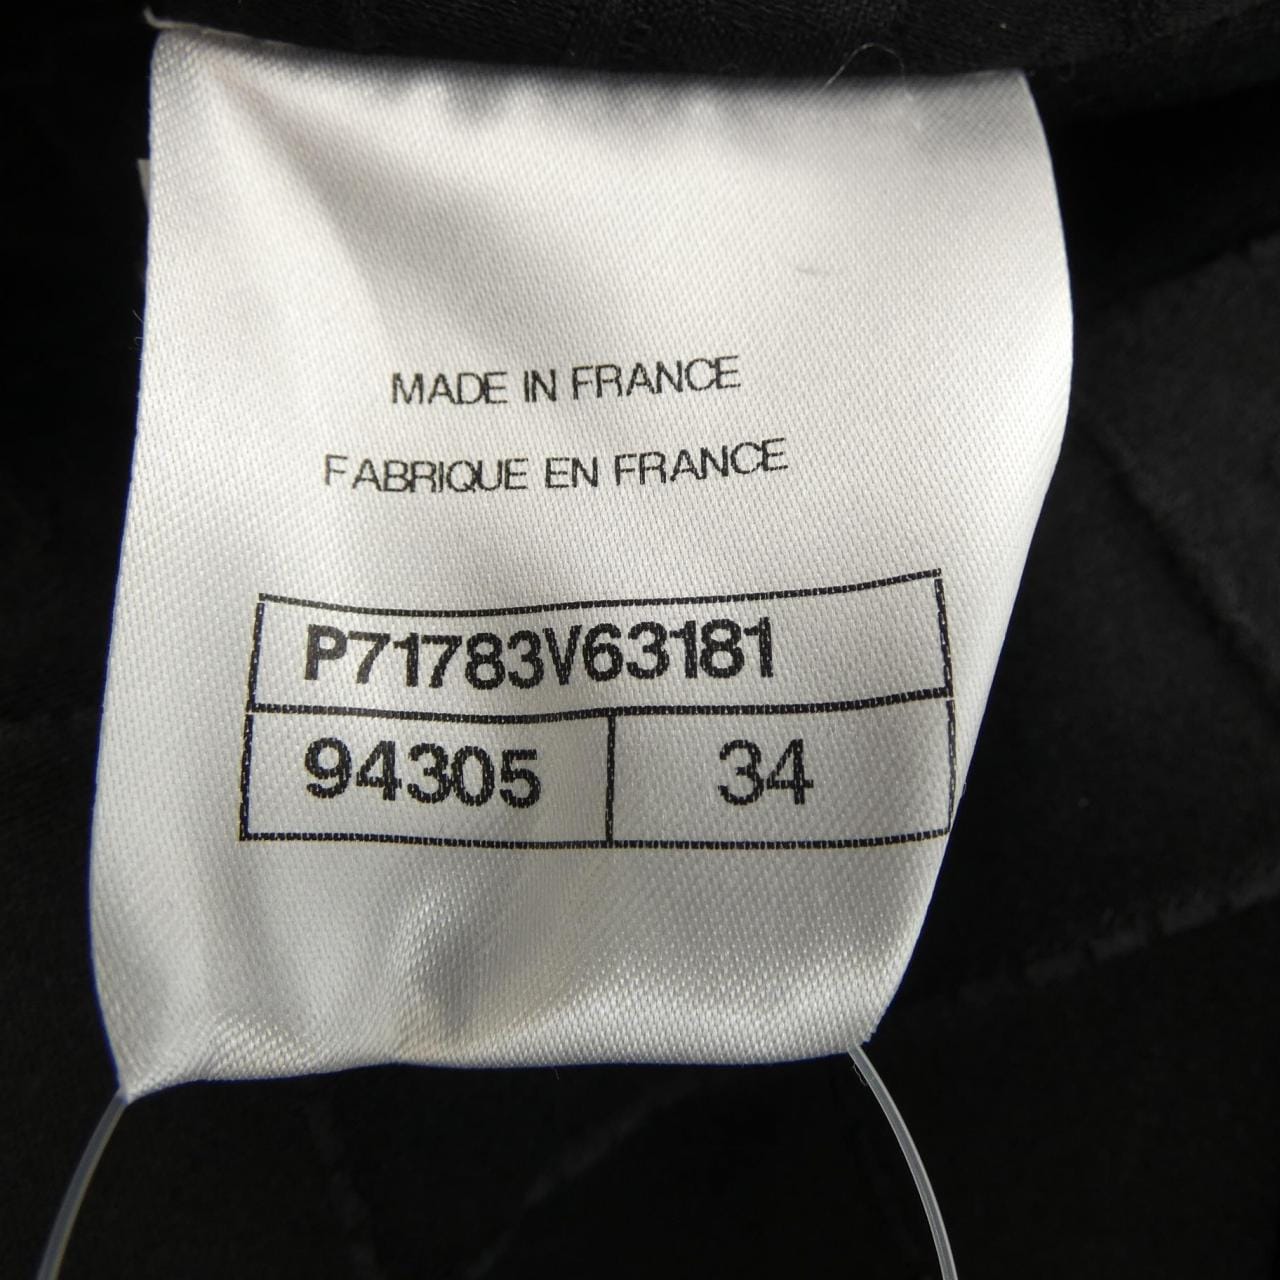 MADE IN FRANCE
FABRIQUE EN FRANCE
P71783V63181
94305 34